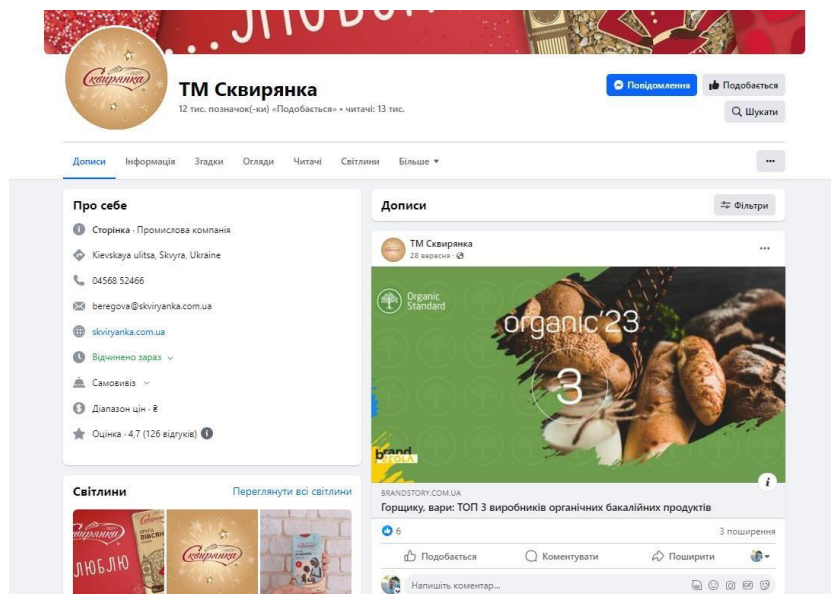 ...ЛЮБО
Сквирянка
ТМ Сквирянка
12 тис. позначок(-ки) «Подобається» • читачі: 13 тис.
Повідомлення
Подобається
Шукати
Дописи Інформація Згадки Огляди Читачі Світлини Більше
Про себе
Сторінка · Промислова компанія
Kievskaya ulitsa, Skvyra, Ukraine
04568 52466
beregova@skviryanka.com.ua
skviryanka.com.ua
Відчинено зараз
Самовивіз
Діапазон цін · ₴
Оцінка · 4,7 (126 відгуків)
Світлини
Переглянути всі світлини
ЛЮБЛЮ
Сквирянка
Дописи
Фільтри
ТМ Сквирянка
28 вересня
Organic
Standard
organic'23
3
brand
BRANDSTORY.COM.UA
Горщику, вари: ТОП 3 виробників органічних бакалійних продуктів
6
3 поширення
Подобається
Коментувати
Поширити
Напишіть коментар...
GIF